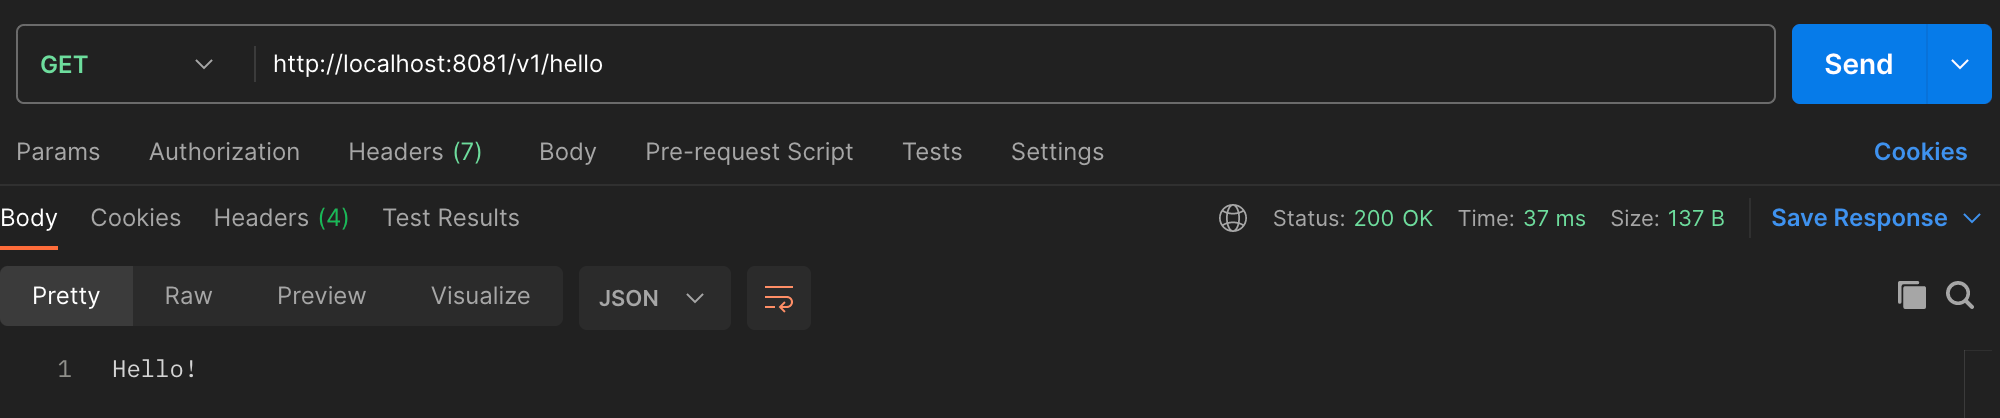 GET http://localhost:8081/v1/hello Send
Params Authorization Headers (7) Body Pre-request Script Tests Settings Cookies
Body Cookies Headers (4) Test Results Status: 200 OK Time: 37 ms Size: 137 B Save Response
Pretty Raw Preview Visualize JSON
1 Hello!